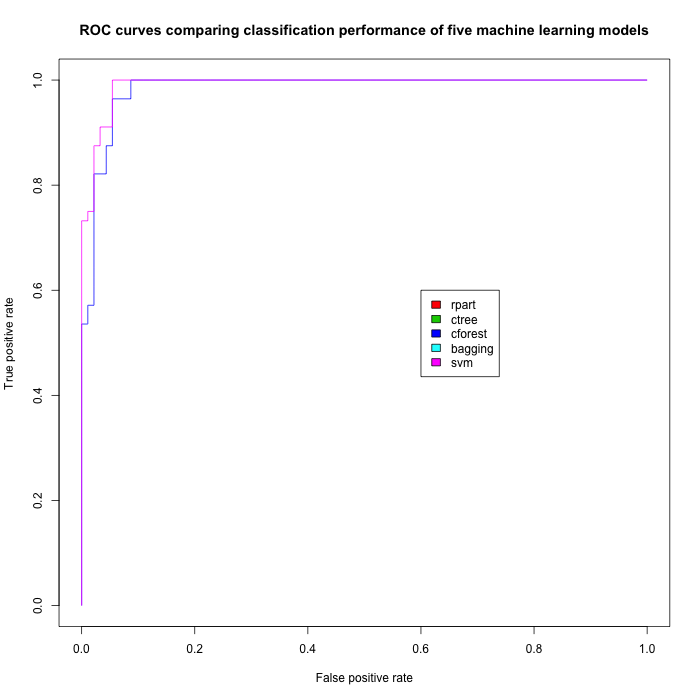 ROC curves comparing classification performance of five machine learning models
True positive rate
1.0
0.8
0.6
0.4
0.2
0.0
rpart
ctree
cforest
bagging
svm
0.0 0.2 0.4 0.6 0.8 1.0
False positive rate